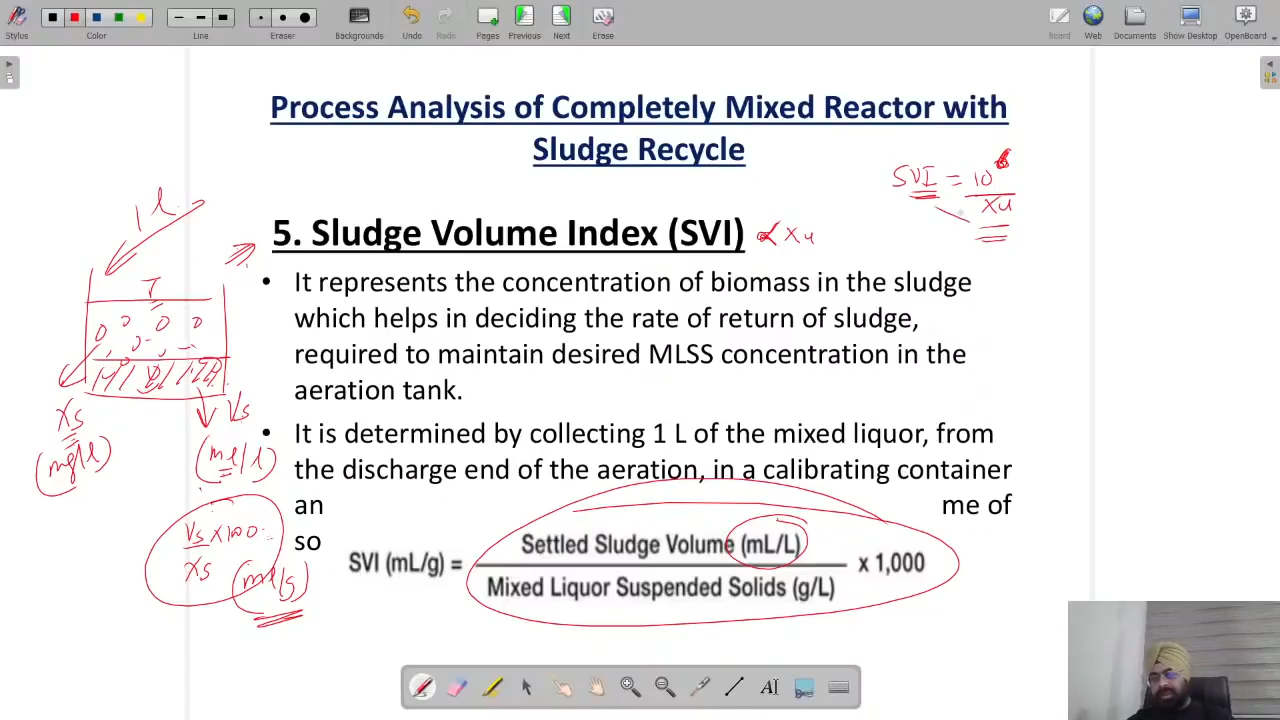 Stylus
Color
Line
Eraser
Backgrounds
Undo
Redo
Pages
Previous
Next
Erase
Board
Web
Documents
Show Desktop
OpenBoard
Process Analysis of Completely Mixed Reactor with
Sludge Recycle
SVI = 10
Xu
1 l
5. Sludge Volume Index (SVI) ∝ Xu
• It represents the concentration of biomass in the sludge
which helps in deciding the rate of return of sludge,
required to maintain desired MLSS concentration in the
aeration tank.
Xs
(mg/l)
Vs
(ml/l)
• It is determined by collecting 1 L of the mixed liquor, from
the discharge end of the aeration, in a calibrating container
an me of
so
SVI (mL/g) = Settled Sludge Volume (mL/L)
Mixed Liquor Suspended Solids (g/L) x 1,000
Vs
Xs
(ml/g)